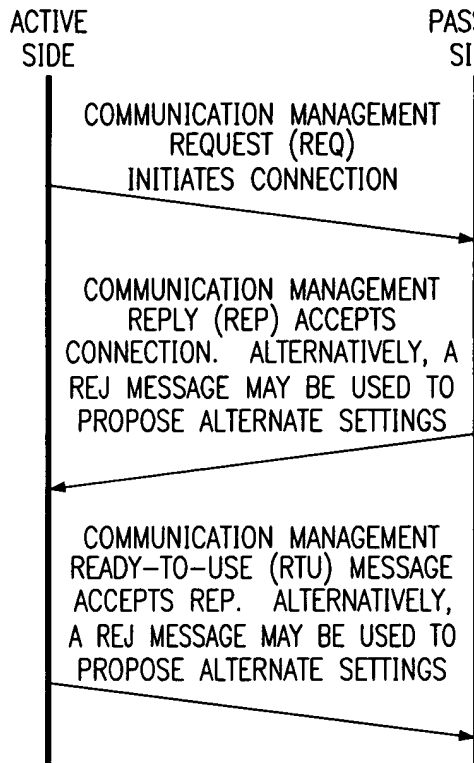 ACTIVE
SIDE
COMMUNICATION MANAGEMENT
REQUEST (REQ)
INITIATES CONNECTION
COMMUNICATION MANAGEMENT
REPLY (REP) ACCEPTS
CONNECTION. ALTERNATIVELY, A
REJ MESSAGE MAY BE USED TO
PROPOSE ALTERNATE SETTINGS
COMMUNICATION MANAGEMENT
READY-TO-USE (RTU) MESSAGE
ACCEPTS REP. ALTERNATIVELY,
A REJ MESSAGE MAY BE USED TO
PROPOSE ALTERNATE SETTINGS